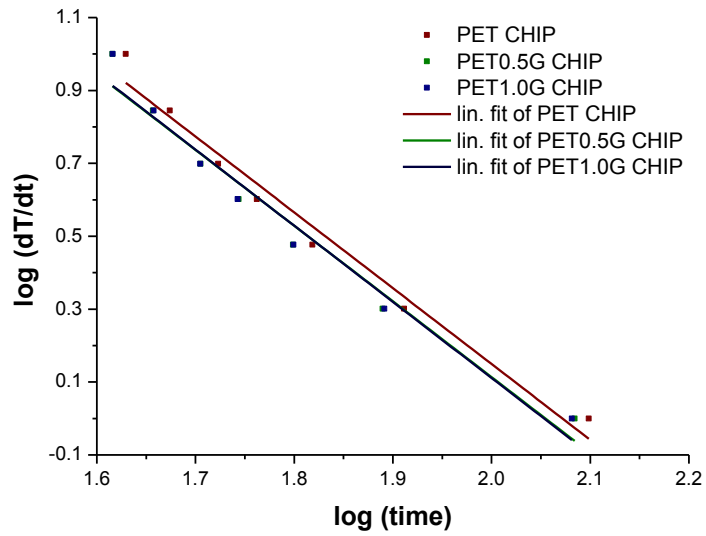 1.1
0.9
0.7
0.5
0.3
0.1
-0.1
log (dT/dt)
PET CHIP
PET0.5G CHIP
PET1.0G CHIP
lin. fit of PET CHIP
lin. fit of PET0.5G CHIP
lin. fit of PET1.0G CHIP
1.6 1.7 1.8 1.9 2.0 2.1 2.2
log (time)